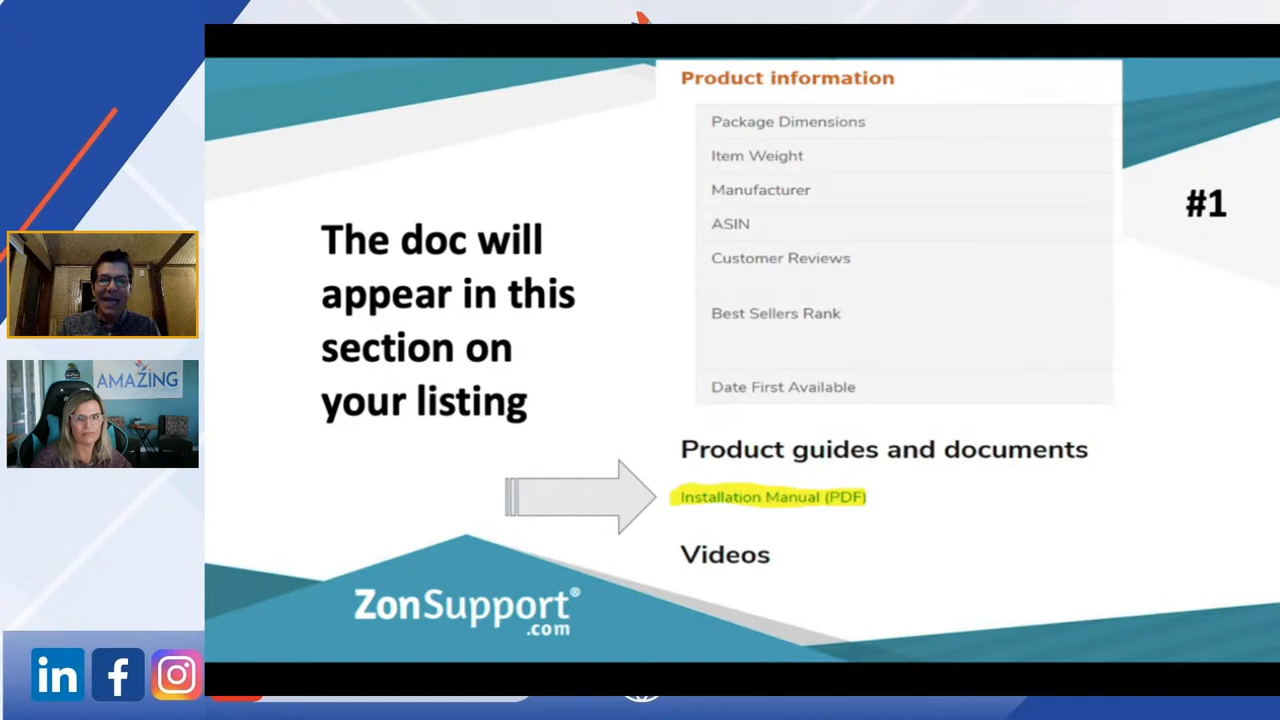 Product information
Package Dimensions
Item Weight
Manufacturer
ASIN
Customer Reviews
Best Sellers Rank
Date First Available
#1
The doc will
appear in this
section on
your listing
Product guides and documents
Installation Manual (PDF)
Videos
ZonSupport®
.com
AMAZING
in
f